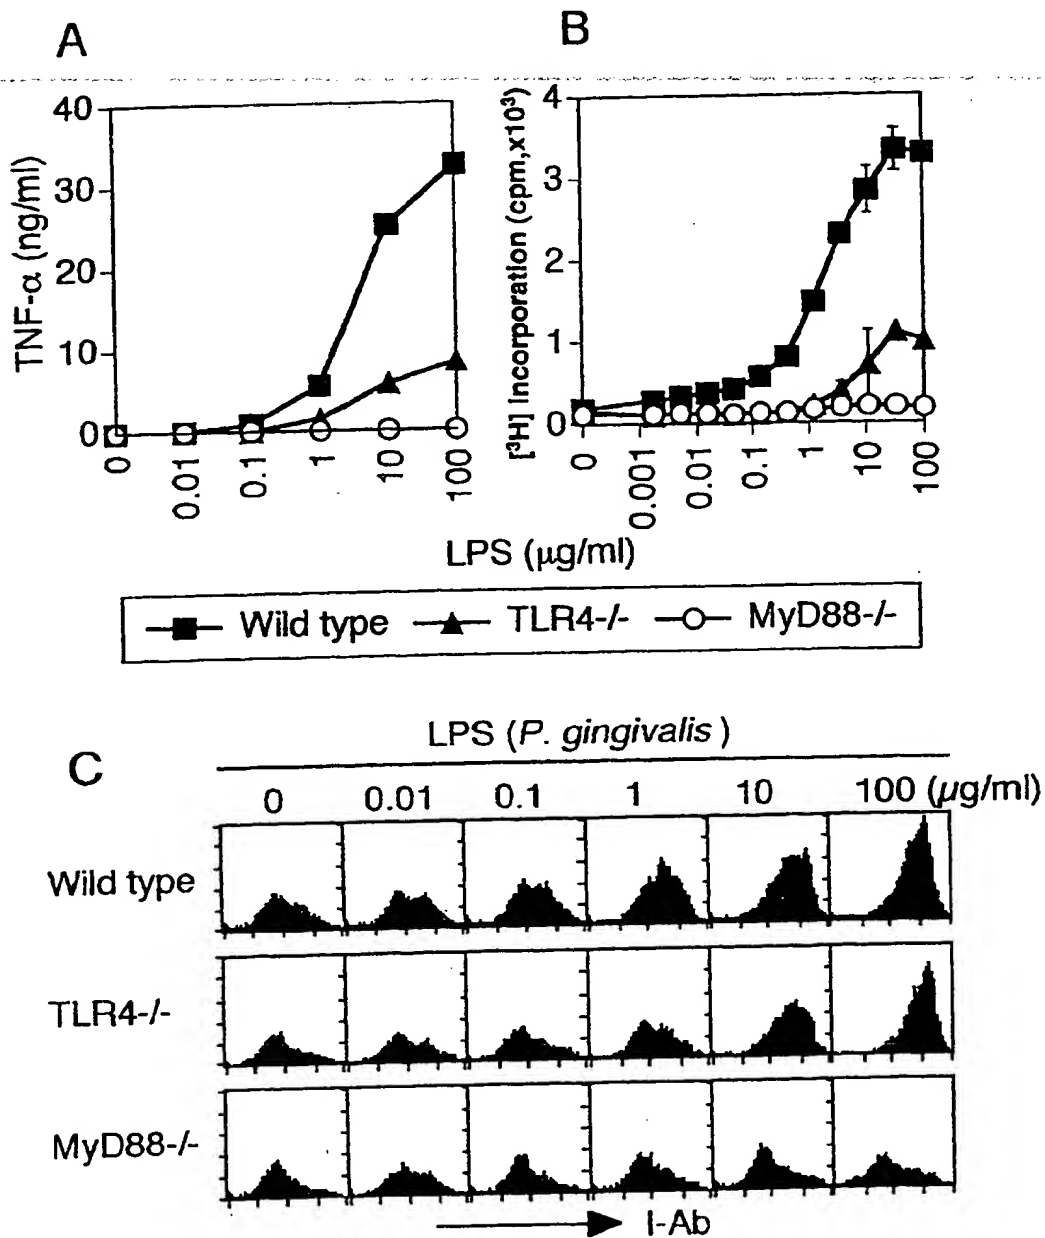 A
B
TNF-α (ng/ml)
40
30
20
10
0
0
0.01
0.1
1
10
100
[³H] Incorporation (cpm,x10³)
4
3
2
1
0
0
0.001
0.01
0.1
1
10
100
LPS (μg/ml)
Wild type TLR4-/- MyD88-/-
LPS (P. gingivalis)
C
0 0.01 0.1 1 10 100 (μg/ml)
Wild type
TLR4-/-
MyD88-/-
I-Ab